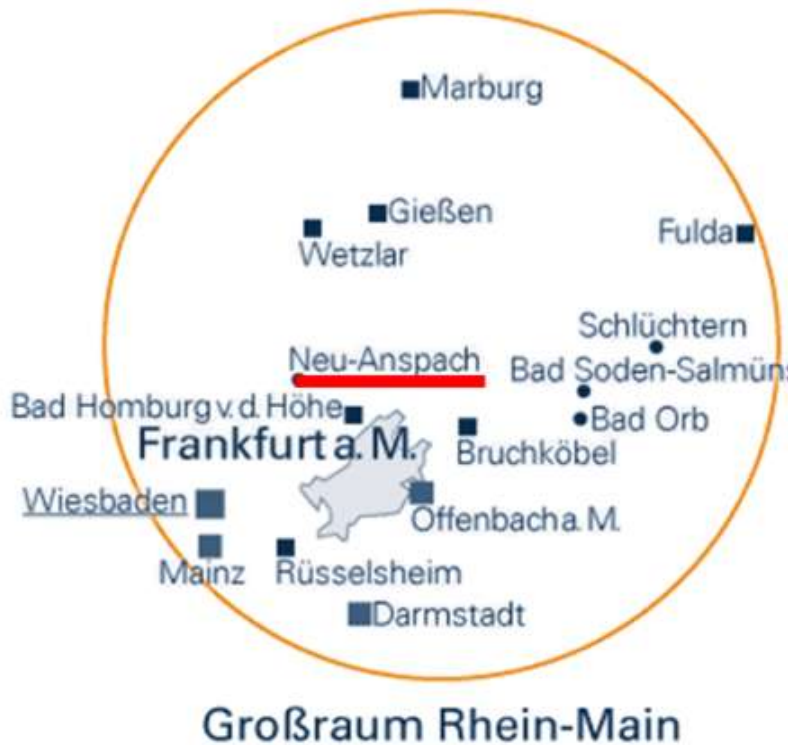 Marburg
Gießen
Wetzlar
Fulda
Schlüchtern
Neu-Anspach
Bad Soden-Salmüns
Bad Homburg v. d. Höhe
Bad Orb
Frankfurt a. M.
Bruchköbel
Wiesbaden
Offenbach a. M.
Mainz
Rüsselsheim
Darmstadt
Großraum Rhein-Main